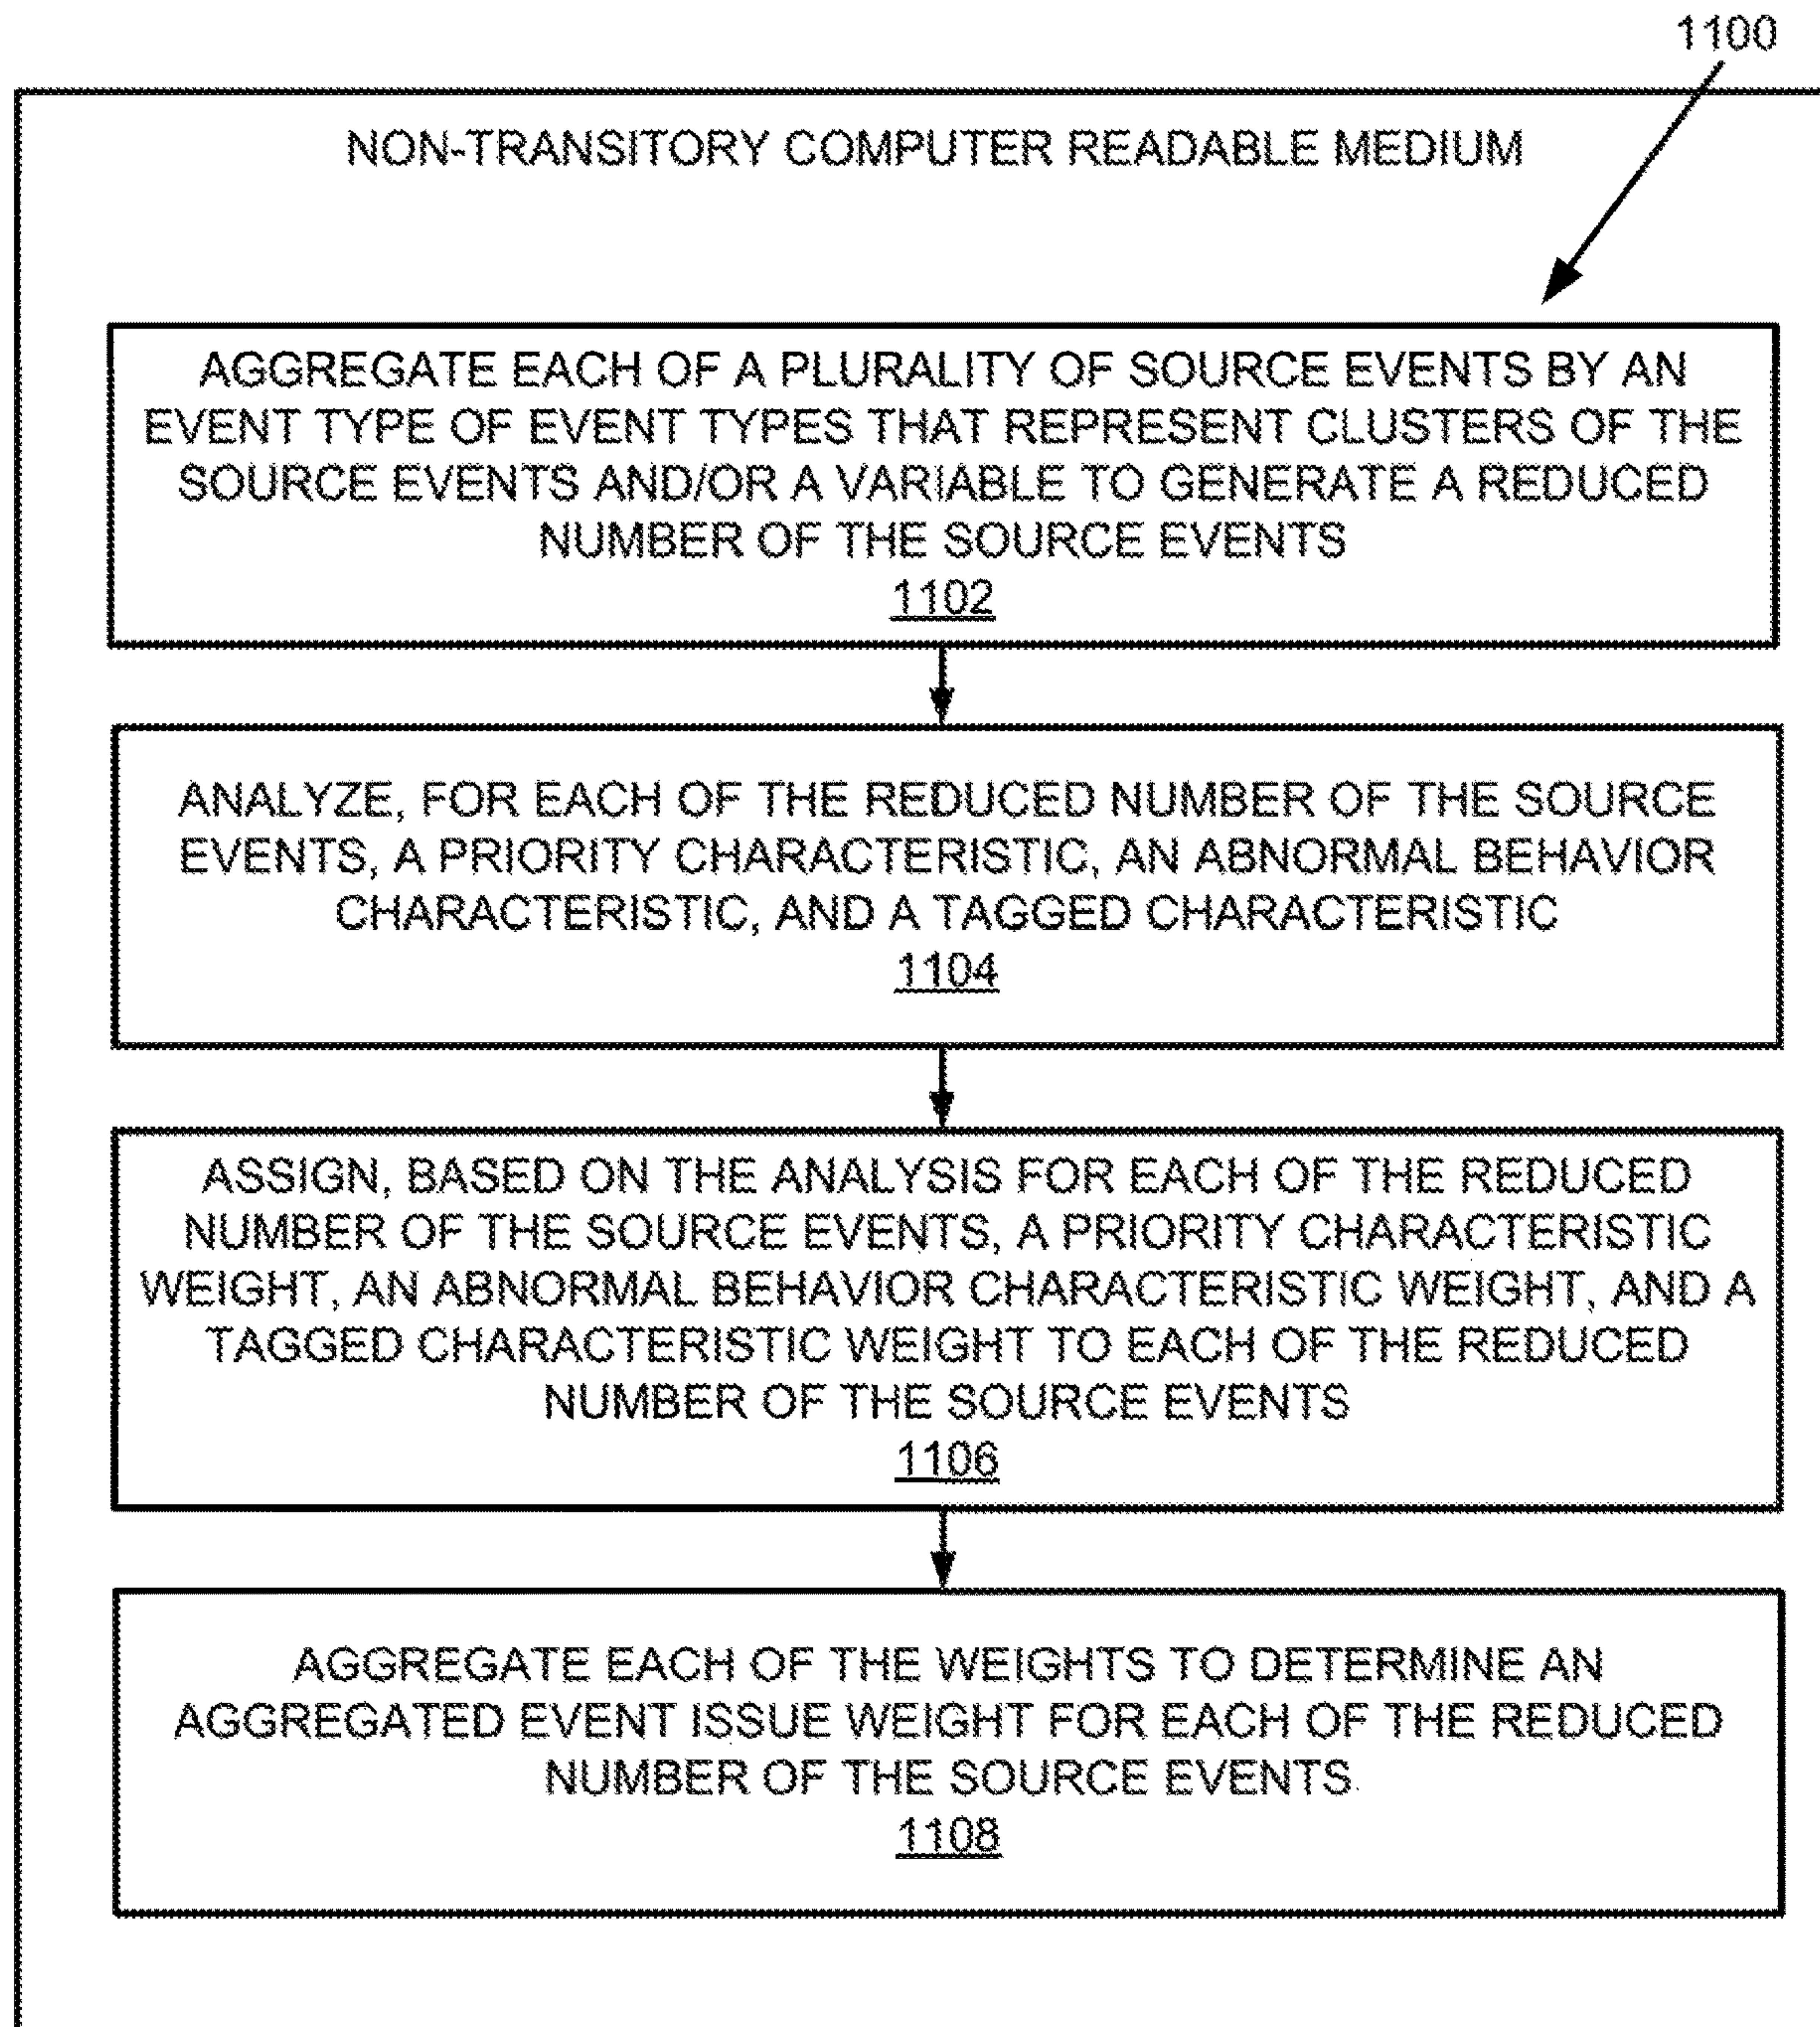 1100
NON-TRANSITORY COMPUTER READABLE MEDIUM
AGGREGATE EACH OF A PLURALITY OF SOURCE EVENTS BY AN
EVENT TYPE OF EVENT TYPES THAT REPRESENT CLUSTERS OF THE
SOURCE EVENTS AND/OR A VARIABLE TO GENERATE A REDUCED
NUMBER OF THE SOURCE EVENTS
1102
ANALYZE, FOR EACH OF THE REDUCED NUMBER OF THE SOURCE
EVENTS, A PRIORITY CHARACTERISTIC, AN ABNORMAL BEHAVIOR
CHARACTERISTIC, AND A TAGGED CHARACTERISTIC
1104
ASSIGN, BASED ON THE ANALYSIS FOR EACH OF THE REDUCED
NUMBER OF THE SOURCE EVENTS, A PRIORITY CHARACTERISTIC
WEIGHT, AN ABNORMAL BEHAVIOR CHARACTERISTIC WEIGHT, AND A
TAGGED CHARACTERISTIC WEIGHT TO EACH OF THE REDUCED
NUMBER OF THE SOURCE EVENTS
1106
AGGREGATE EACH OF THE WEIGHTS TO DETERMINE AN
AGGREGATED EVENT ISSUE WEIGHT FOR EACH OF THE REDUCED
NUMBER OF THE SOURCE EVENTS
1108